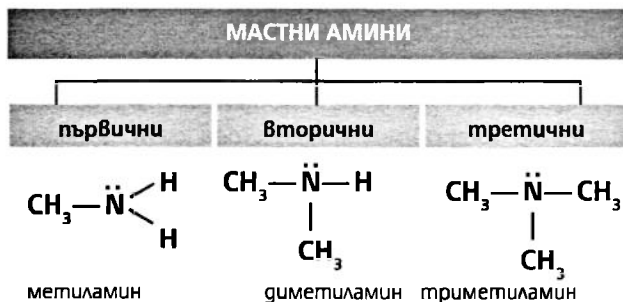 МАСТНИ АМИНИ
първични вторични третични
CH₃—N̈ H H
CH₃—N̈—H CH₃
CH₃—N̈—CH₃ CH₃
метиламин диметиламин триметиламин